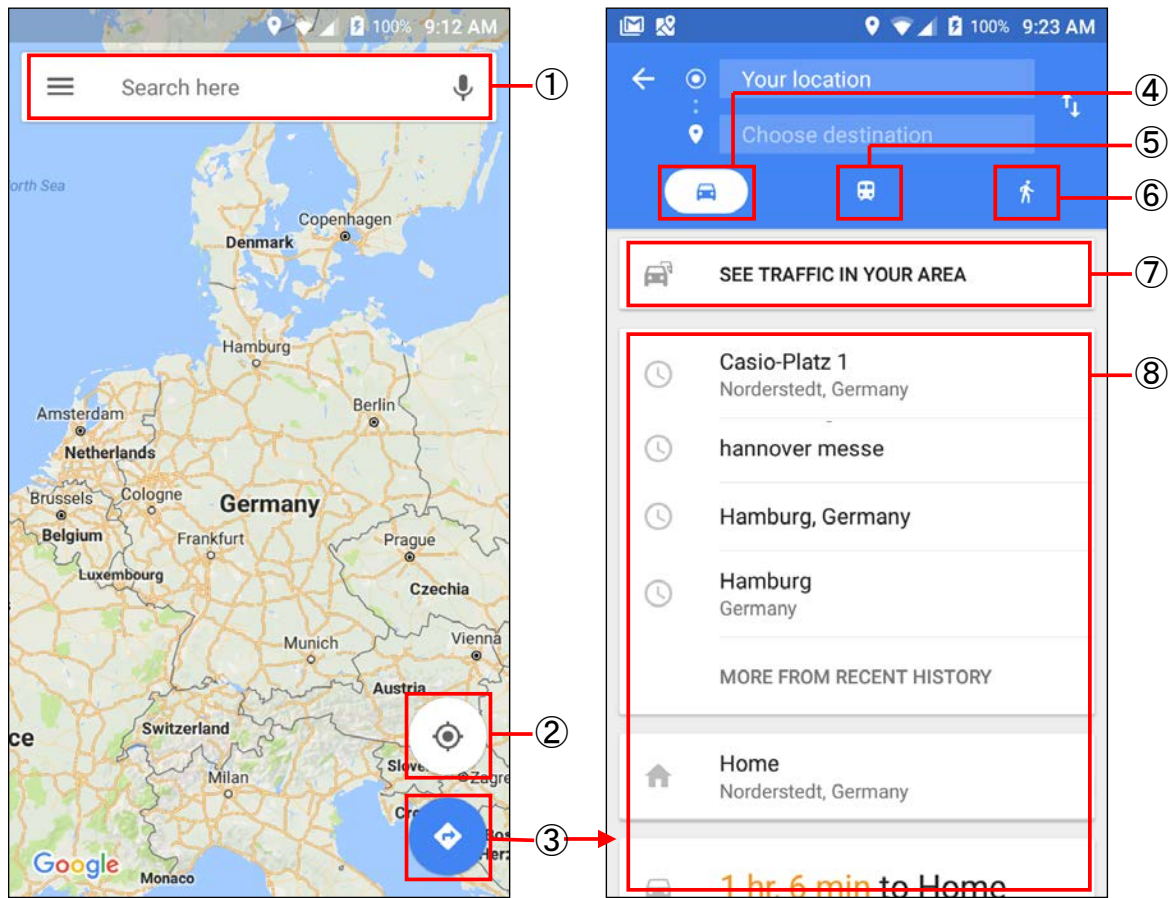 100% 9:12 AM
Search here
①
orth Sea
Copenhagen
Denmark
Hamburg
Amsterdam
Berlin
Netherlands
Brussels
Cologne
Germany
Belgium
Frankfurt
Prague
Luxembourg
Czechia
Munich
Vienna
Austria
②
ce
Switzerland
Slove
Milan
Zagre
Cro
③
Bos
Herz
Google
Monaco
100% 9:23 AM
Your location
④
Choose destination
⑤
⑥
SEE TRAFFIC IN YOUR AREA
⑦
Casio-Platz 1
⑧
Norderstedt, Germany
hannover messe
Hamburg, Germany
Hamburg
Germany
MORE FROM RECENT HISTORY
Home
Norderstedt, Germany
1 hr. 6 min to Home